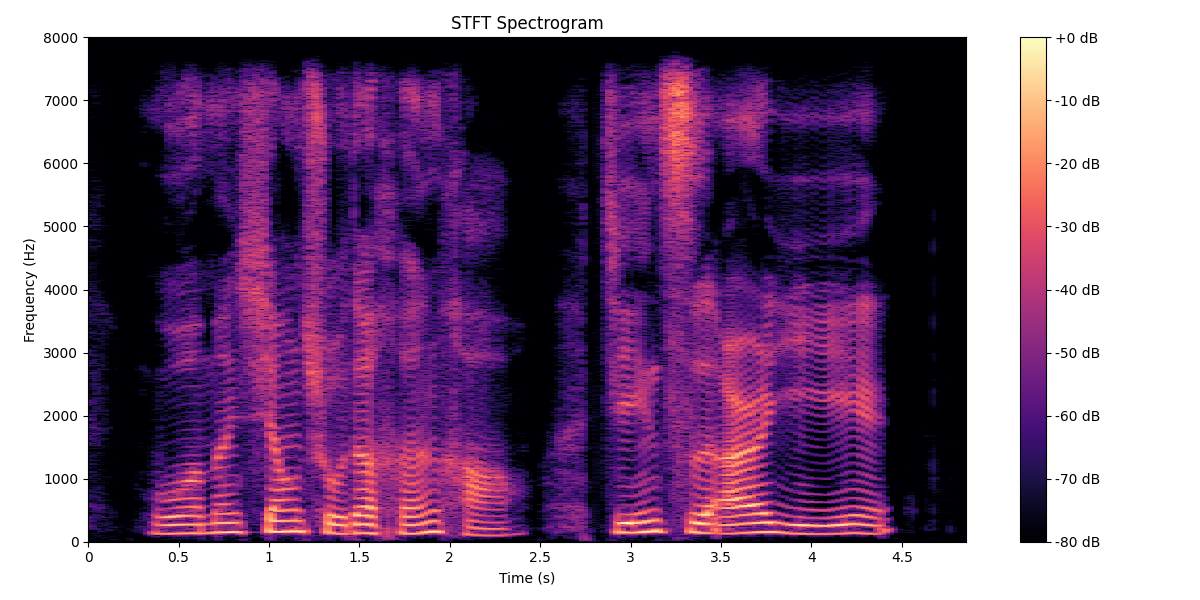 STFT Spectrogram
8000
7000
6000
5000
4000
3000
2000
1000
0
Frequency (Hz)
0
0.5
1
1.5
2
2.5
3
3.5
4
4.5
Time (s)
+0 dB
-10 dB
-20 dB
-30 dB
-40 dB
-50 dB
-60 dB
-70 dB
-80 dB